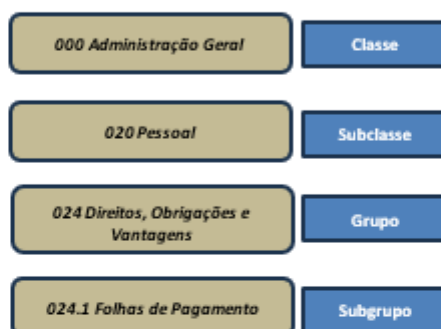 000 Administração Geral
Classe
020 Pessoal
Subclasse
024 Direitos, Obrigações e
Vantagens
Grupo
024.1 Folhas de Pagamento
Subgrupo